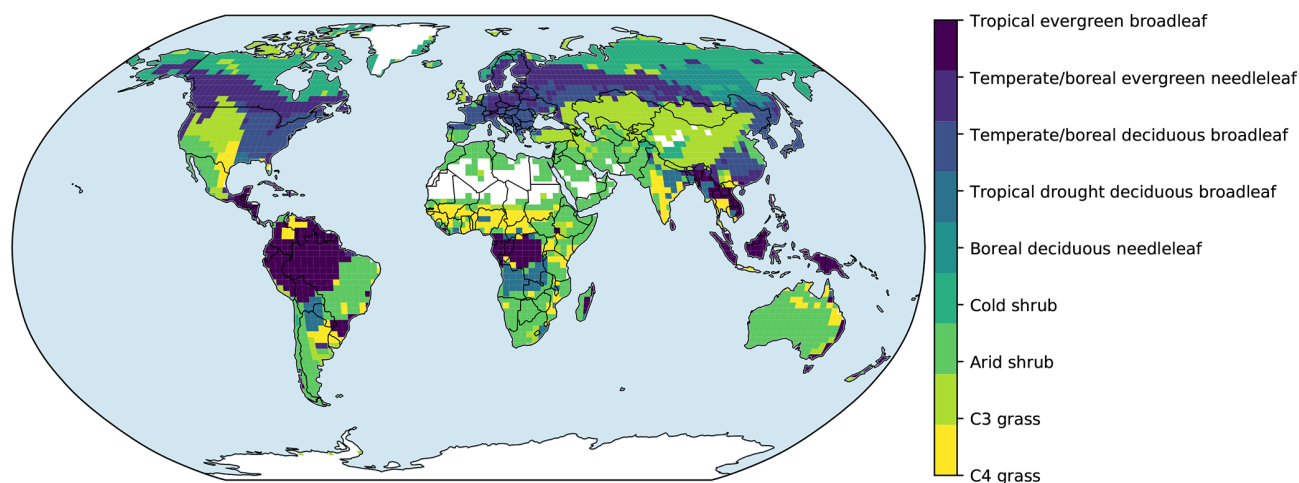 Tropical evergreen broadleaf
Temperate/boreal evergreen needleleaf
Temperate/boreal deciduous broadleaf
Tropical drought deciduous broadleaf
Boreal deciduous needleleaf
Cold shrub
Arid shrub
C3 grass
C4 grass